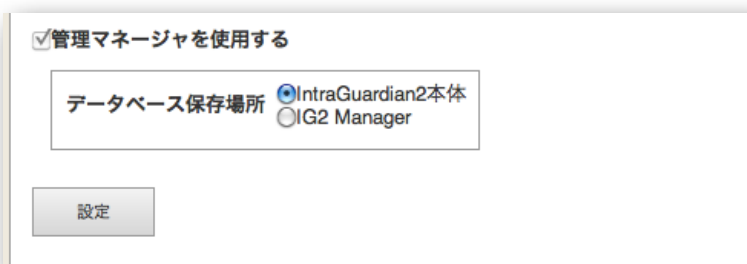 管理マネージャを使用する
データベース保存場所
IntraGuardian2本体
IG2 Manager
設定